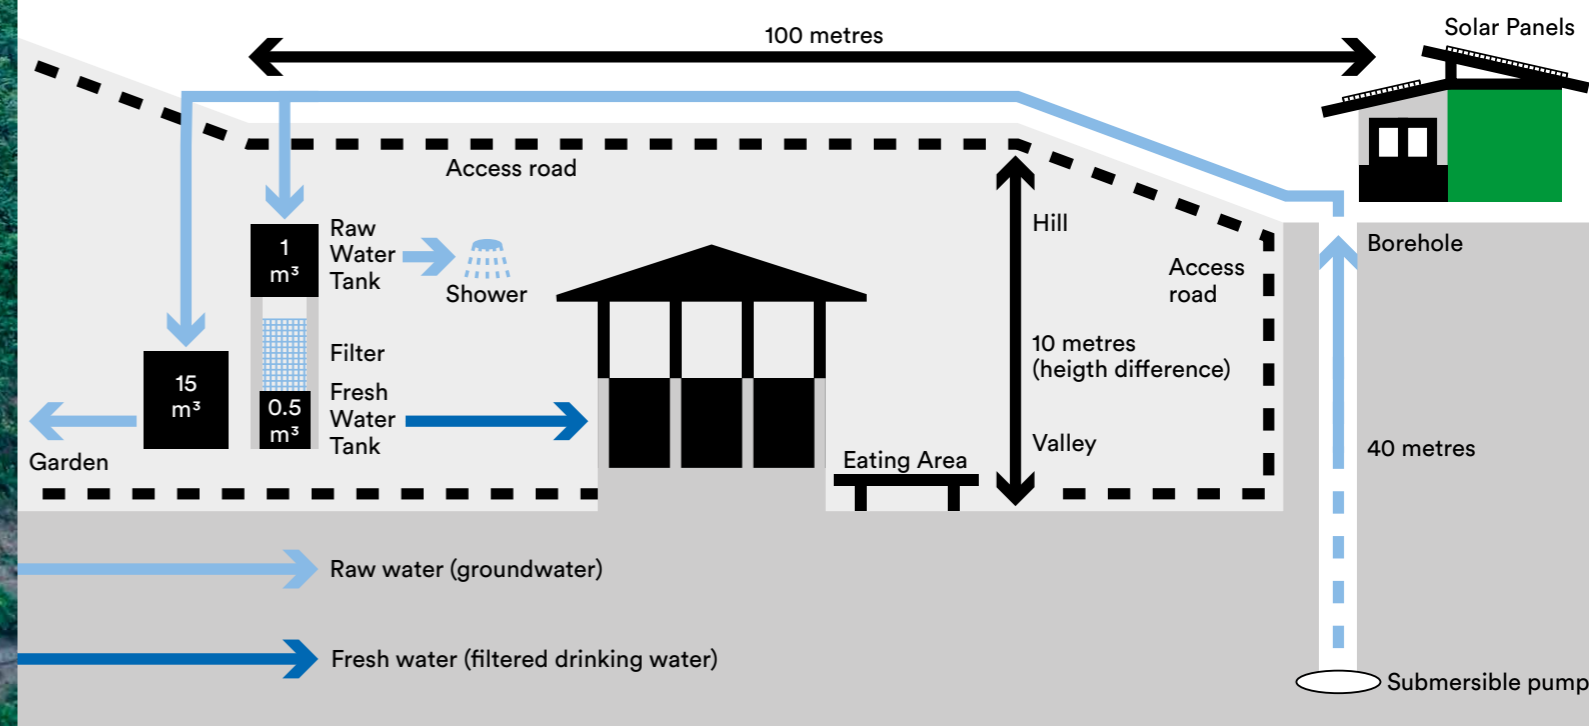 100 metres
Solar Panels
Access road
1
m³
Raw
Water
Tank
Shower
Hill
Access
road
Borehole
Filter
15
m³
10 metres
(heigth difference)
0.5
m³
Fresh
Water
Tank
Garden
Eating Area
Valley
40 metres
Raw water (groundwater)
Fresh water (filtered drinking water)
Submersible pump